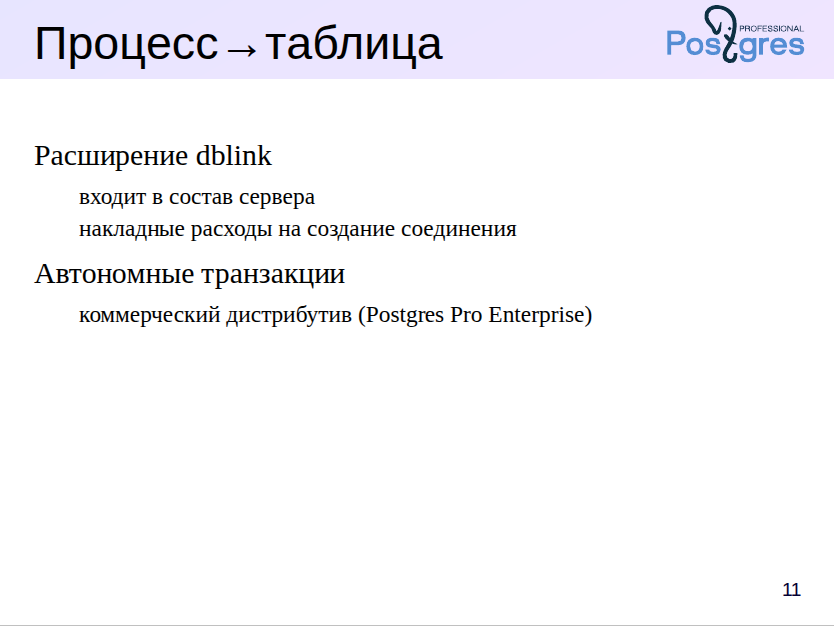 Процесс→таблица
PROFESSIONAL
Postgres
Расширение dblink
входит в состав сервера
накладные расходы на создание соединения
Автономные транзакции
коммерческий дистрибутив (Postgres Pro Enterprise)
11